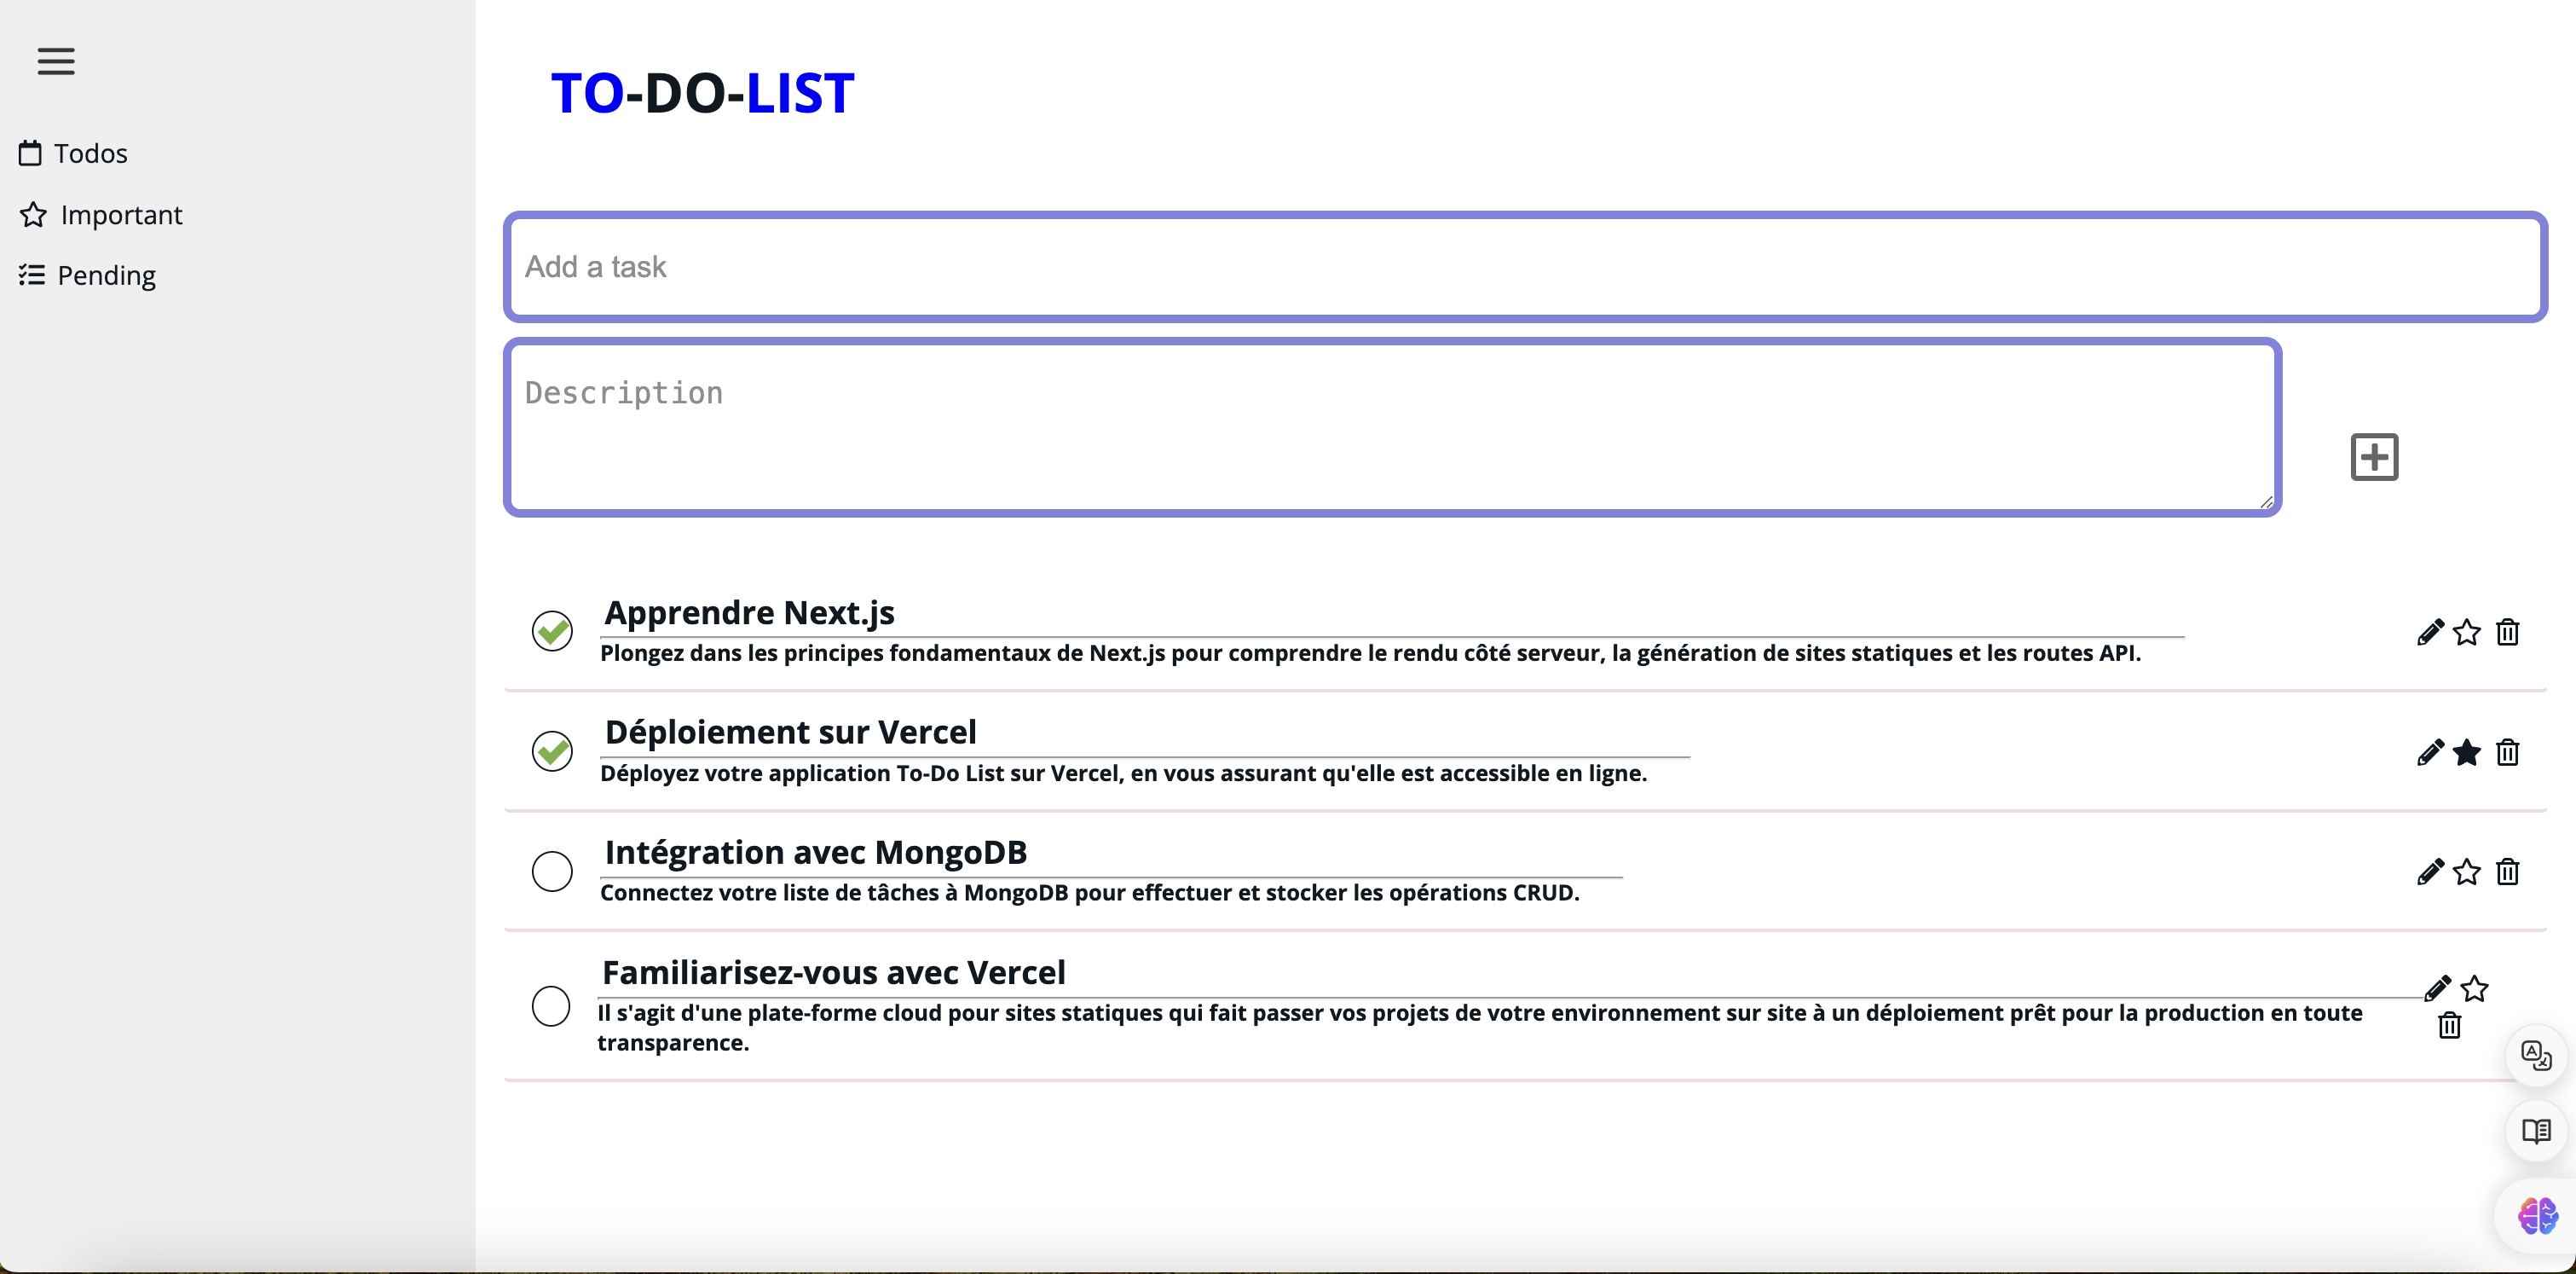 TO-DO-LIST
Todos
Important
Pending
Add a task
Description
Apprendre Next.js
Plongez dans les principes fondamentaux de Next.js pour comprendre le rendu côté serveur, la génération de sites statiques et les routes API.
Déploiement sur Vercel
Déployez votre application To-Do List sur Vercel, en vous assurant qu'elle est accessible en ligne.
Intégration avec MongoDB
Connectez votre liste de tâches à MongoDB pour effectuer et stocker les opérations CRUD.
Familiarisez-vous avec Vercel
Il s'agit d'une plate-forme cloud pour sites statiques qui fait passer vos projets de votre environnement sur site à un déploiement prêt pour la production en toute
transparence.